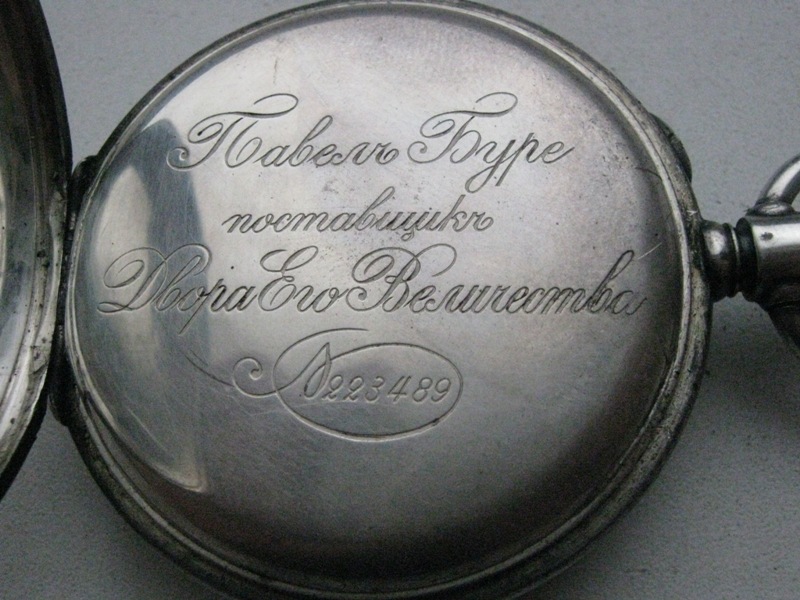 Павелъ Буре
поставщикъ
Двора Его Величества
№223489